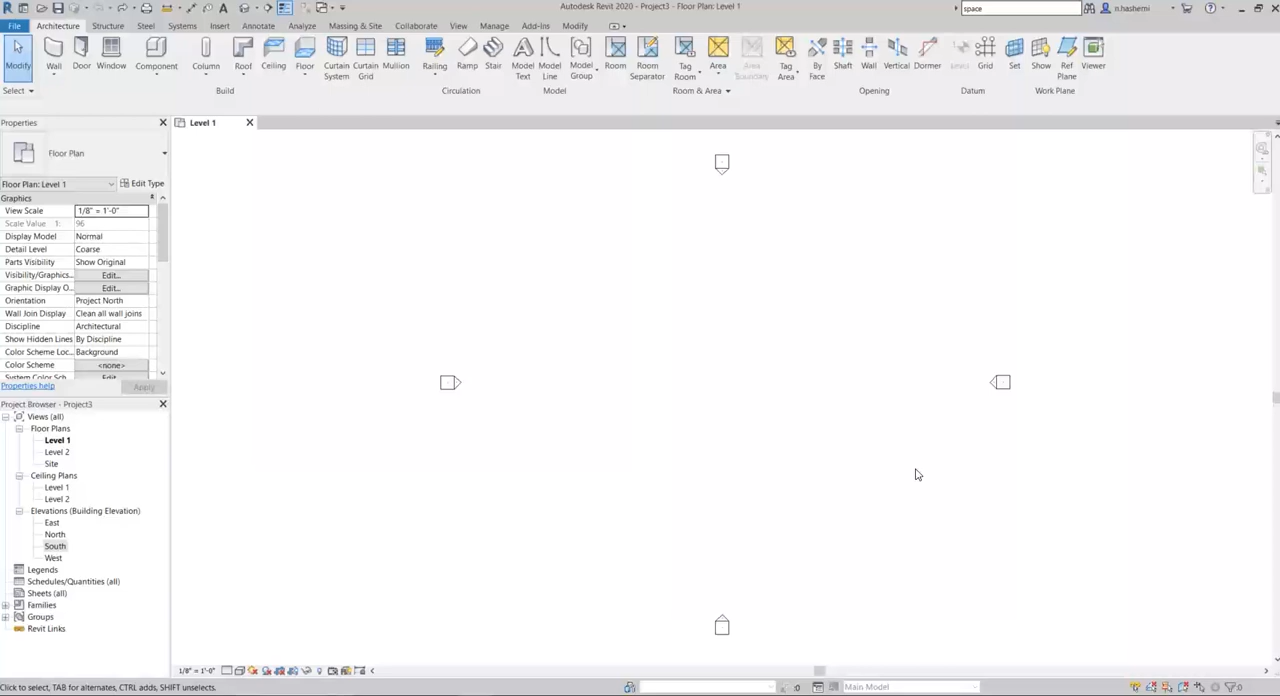 Autodesk Revit 2020 - Project3 - Floor Plan: Level 1
space
n.hashemi
File Architecture Structure Steel Systems Insert Annotate Analyze Massing & Site Collaborate View Manage Add-Ins Modify
Modify Wall Door Window Component Column Roof Ceiling Floor Curtain System Curtain Grid Mullion Railing Ramp Stair Model Text Model Line Model Group Room Room Separator Tag Room Area Area Boundary Tag Area By Face Shaft Wall Vertical Dormer Level Grid Set Show Ref Plane Viewer
Select Build Circulation Model Room & Area Opening Datum Work Plane
Properties
Level 1
Floor Plan
Floor Plan: Level 1
Edit Type
Graphics
View Scale 1/8" = 1'-0"
Scale Value 1: 96
Display Model Normal
Detail Level Coarse
Parts Visibility Show Original
Visibility/Graphics... Edit...
Graphic Display O... Edit...
Orientation Project North
Wall Join Display Clean all wall joins
Discipline Architectural
Show Hidden Lines By Discipline
Color Scheme Loc... Background
Color Scheme <none>
System Color Sch... Edit...
Properties help
Apply
Project Browser - Project3
Views (all)
Floor Plans
Level 1
Level 2
Site
Ceiling Plans
Level 1
Level 2
Elevations (Building Elevation)
East
North
South
West
Legends
Schedules/Quantities (all)
Sheets (all)
Families
Groups
Revit Links
1/8" = 1'-0"
Click to select, TAB for alternates, CTRL adds, SHIFT unselects.
:0
Main Model
:0